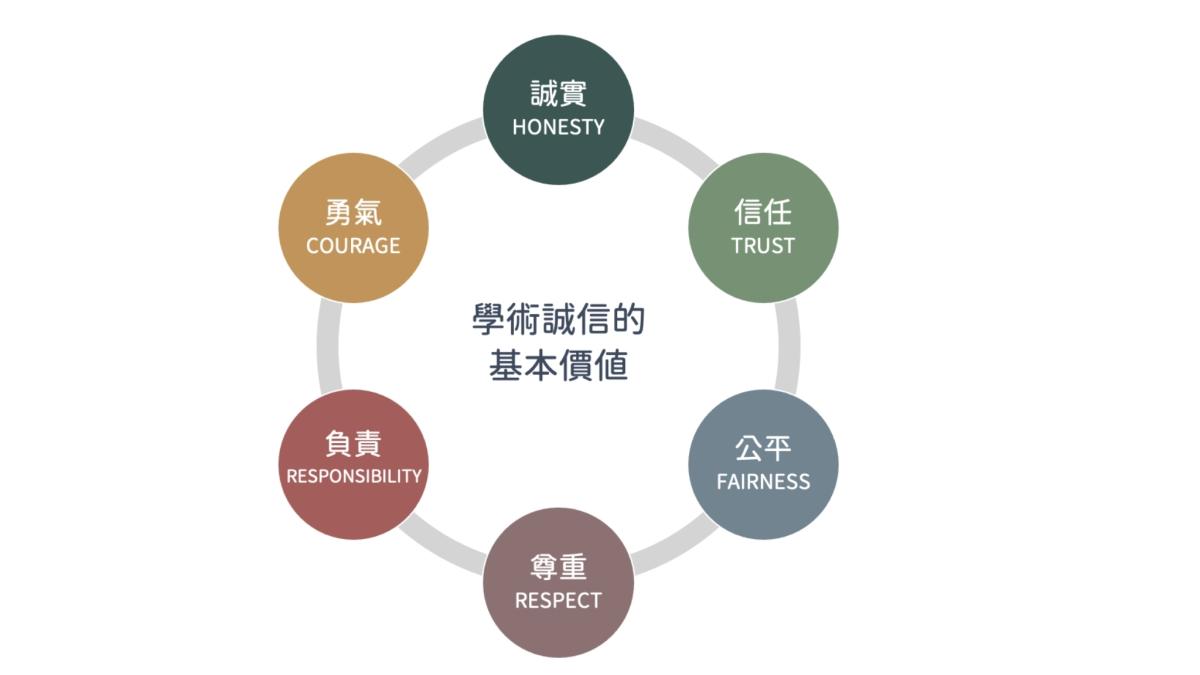 誠實
HONESTY
信任
TRUST
公平
FAIRNESS
尊重
RESPECT
負責
RESPONSIBILITY
勇氣
COURAGE
學術誠信的
基本價值